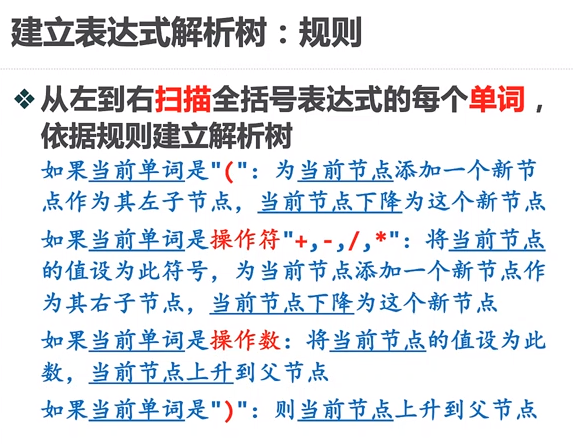 建立表达式解析树：规则
❖从左到右扫描全括号表达式的每个单词，
依据规则建立解析树
如果当前单词是"("：为当前节点添加一个新节
点作为其左子节点，当前节点下降为这个新节点
如果当前单词是操作符"+,-,/,*"：将当前节点
的值设为此符号，为当前节点添加一个新节点作
为其右子节点，当前节点下降为这个新节点
如果当前单词是操作数：将当前节点的值设为此
数，当前节点上升到父节点
如果当前单词是")"：则当前节点上升到父节点